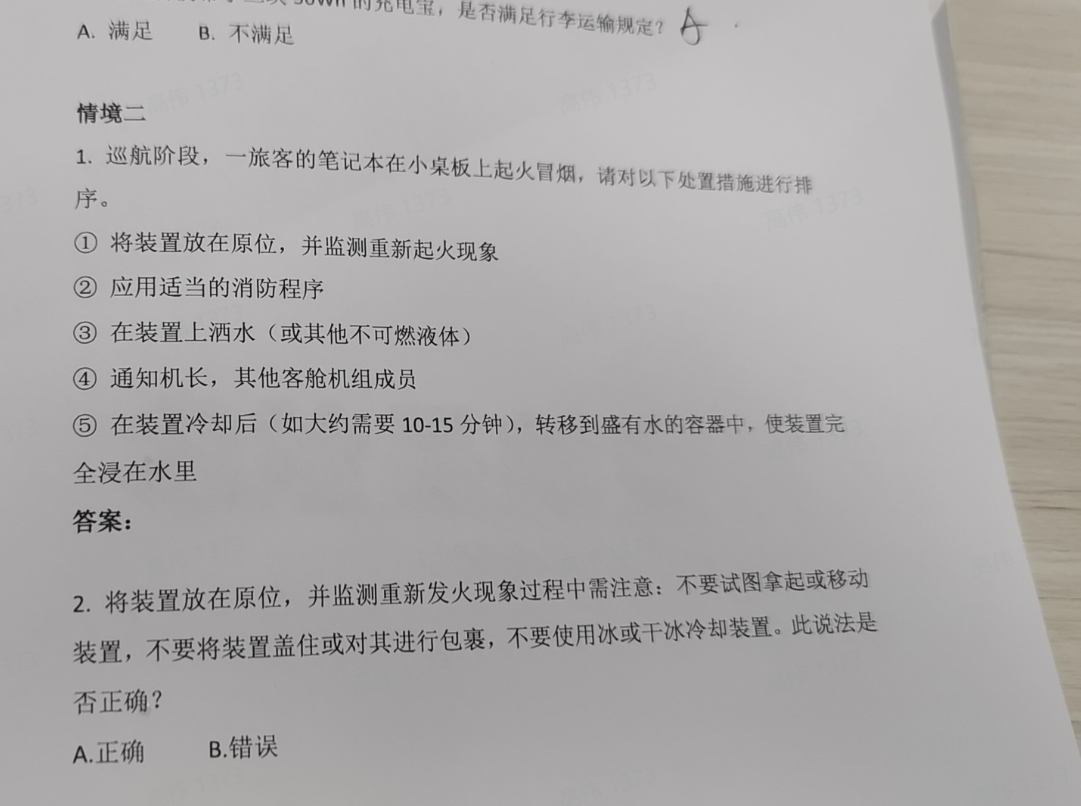 的充电宝，是否满足行李运输规定？ A
A. 满足 B. 不满足
情境二
1. 巡航阶段，一旅客的笔记本在小桌板上起火冒烟，请对以下处置措施进行排
序。
① 将装置放在原位，并监测重新起火现象
② 应用适当的消防程序
③ 在装置上洒水（或其他不可燃液体）
④ 通知机长，其他客舱机组成员
⑤ 在装置冷却后（如大约需要 10-15 分钟），转移到盛有水的容器中，使装置完
全浸在水里
答案：
2. 将装置放在原位，并监测重新发火现象过程中需注意：不要试图拿起或移动
装置，不要将装置盖住或对其进行包裹，不要使用冰或干冰冷却装置。此说法是
否正确？
A.正确 B.错误